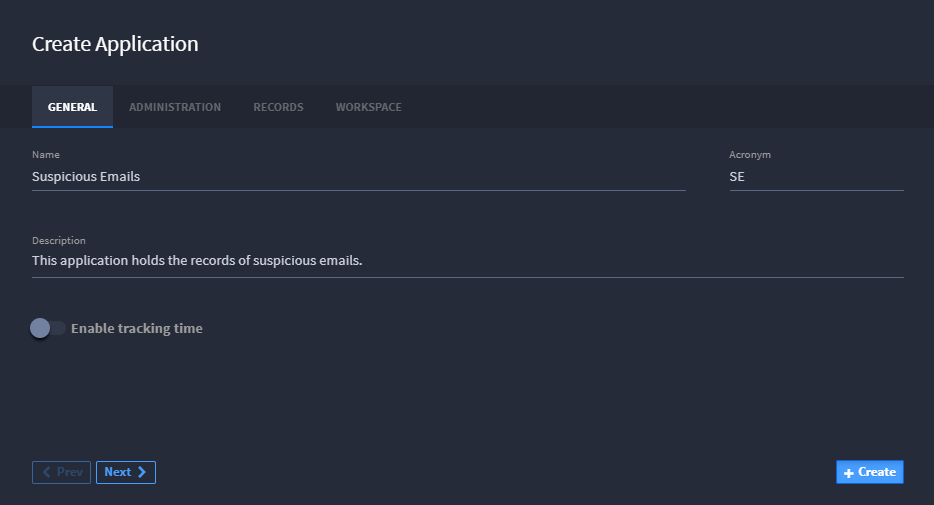 Create Application
GENERAL ADMINISTRATION RECORDS WORKSPACE
Name Acronym
Suspicious Emails SE
Description
This application holds the records of suspicious emails.
Enable tracking time
Prev Next Create